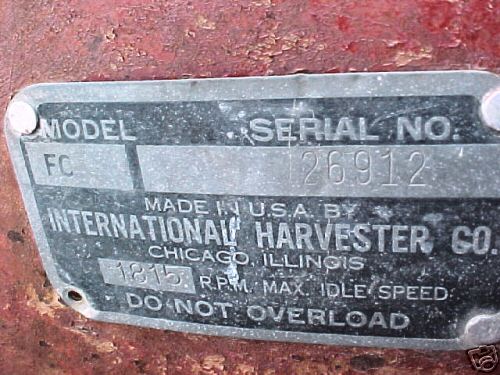 MODEL SERIAL NO.
FC 26912
MADE IN U.S.A. BY
INTERNATIONAL HARVESTER CO.
CHICAGO, ILLINOIS
1815 R.P.M. MAX. IDLE SPEED
DO NOT OVERLOAD